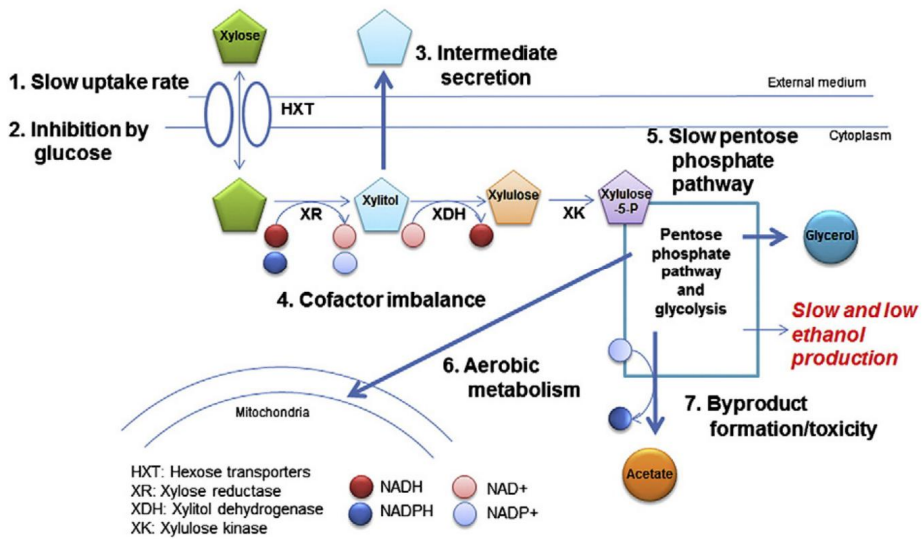 Xylose
1. Slow uptake rate
3. Intermediate
secretion
External medium
HXT
2. Inhibition by
glucose
Cytoplasm
5. Slow pentose
phosphate
pathway
Xylitol
Xylulose
Xylulose
-5-P
XR
XDH
XK
Pentose
phosphate
pathway
and
glycolysis
Glycerol
4. Cofactor imbalance
Slow and low
ethanol
production
6. Aerobic
metabolism
Mitochondria
7. Byproduct
formation/toxicity
Acetate
HXT: Hexose transporters
XR: Xylose reductase
XDH: Xylitol dehydrogenase
XK: Xylulose kinase
NADH
NAD+
NADPH
NADP+